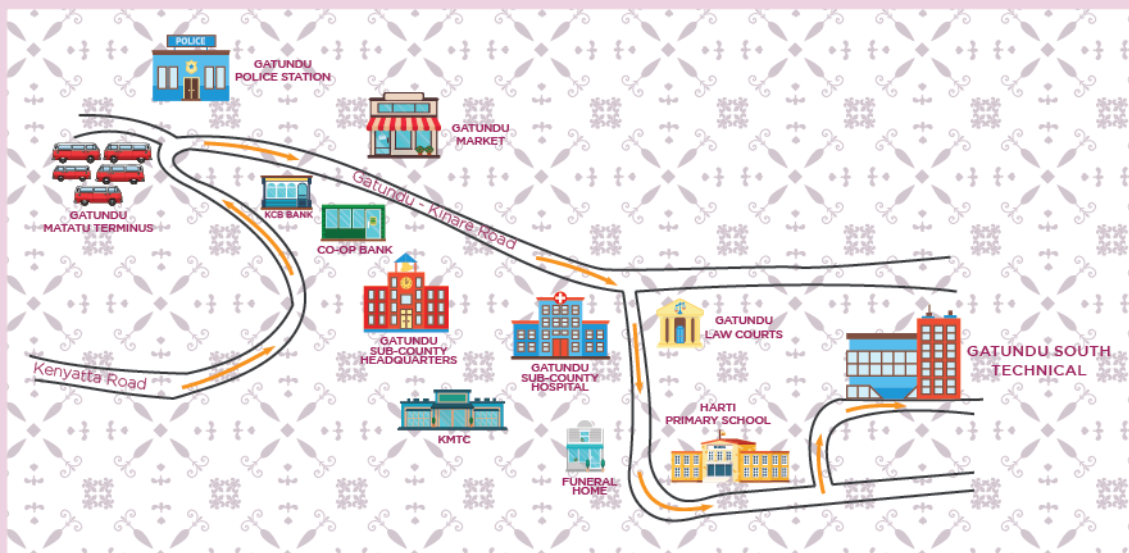 POLICE
GATUNDU
POLICE STATION
GATUNDU
MARKET
GATUNDU
MATATU TERMINUS
KCB BANK
Gatundu - Kinare Road
CO-OP BANK
GATUNDU
SUB-COUNTY
HEADQUARTERS
GATUNDU
SUB-COUNTY
HOSPITAL
GATUNDU
LAW COURTS
GATUNDU SOUTH
TECHNICAL
Kenyatta Road
KMTC
HARTI
PRIMARY SCHOOL
FUNERAL
HOME